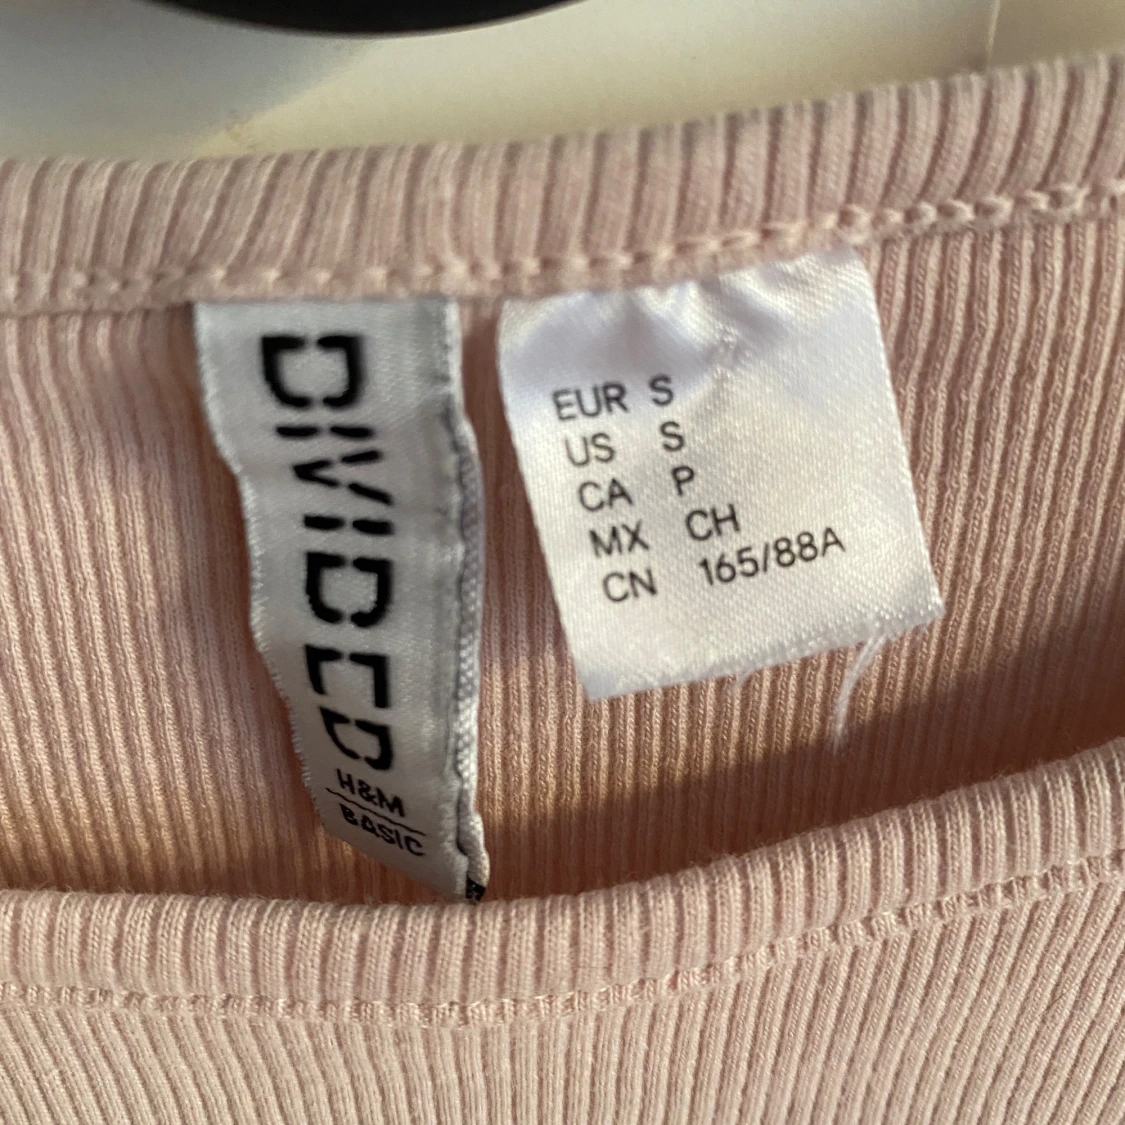 DIVIDED
H&M
BASIC
EUR S
US S
CA P
MX CH
CN 165/88A